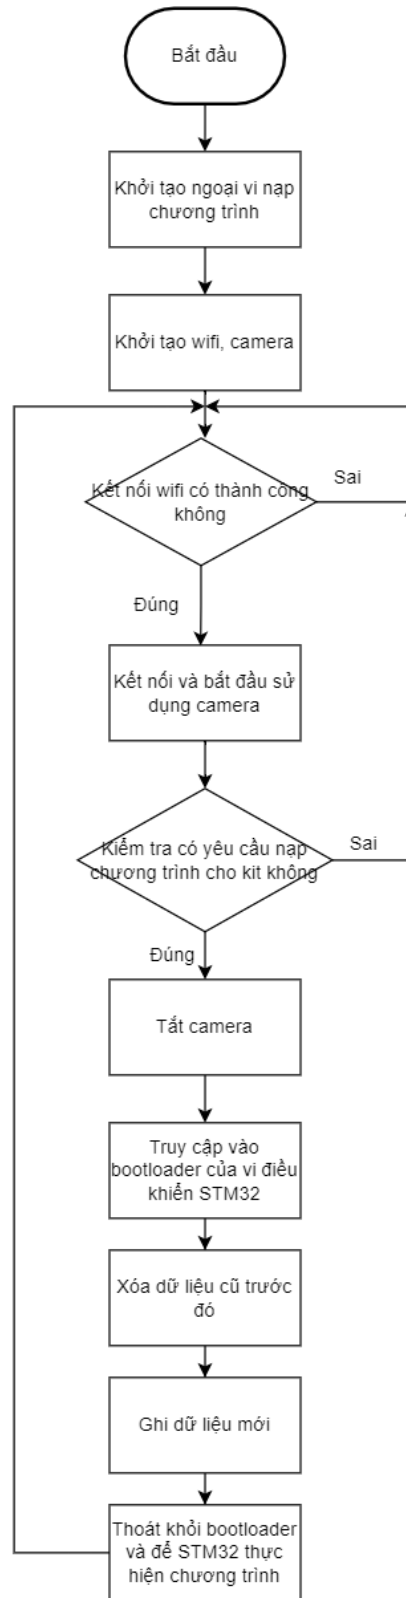 Bắt đầu
Khởi tạo ngoại vi nạp
chương trình
Khởi tạo wifi, camera
Kết nối wifi có thành công
không
Sai
Đúng
Kết nối và bắt đầu sử
dụng camera
Kiểm tra có yêu cầu nạp
chương trình cho kit không
Sai
Đúng
Tắt camera
Truy cập vào
bootloader của vi điều
khiển STM32
Xóa dữ liệu cũ trước
đó
Ghi dữ liệu mới
Thoát khỏi bootloader
và để STM32 thực
hiện chương trình